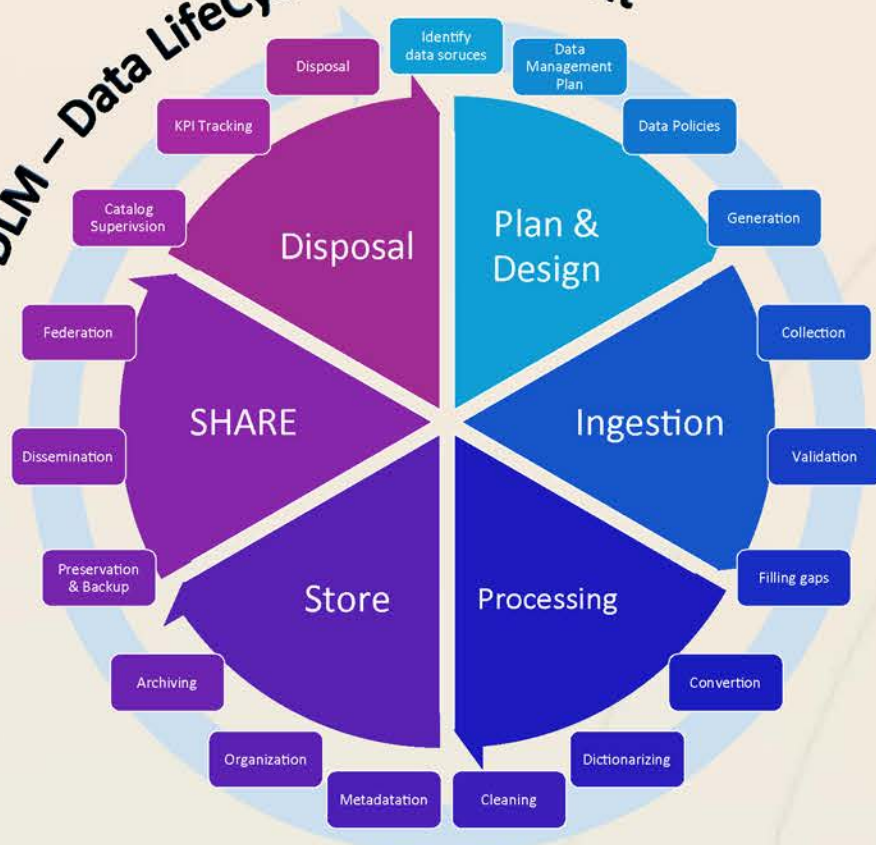 DLM – Data LifeCy
Identify
data soruces
Data
Management
Plan
Data Policies
Generation
Collection
Validation
Filling gaps
Convertion
Dictionarizing
Cleaning
Metadatation
Organization
Archiving
Preservation
& Backup
Dissemination
Federation
Catalog
Superivsion
KPI Tracking
Disposal
Plan &
Design
Ingestion
Processing
Store
SHARE
Disposal